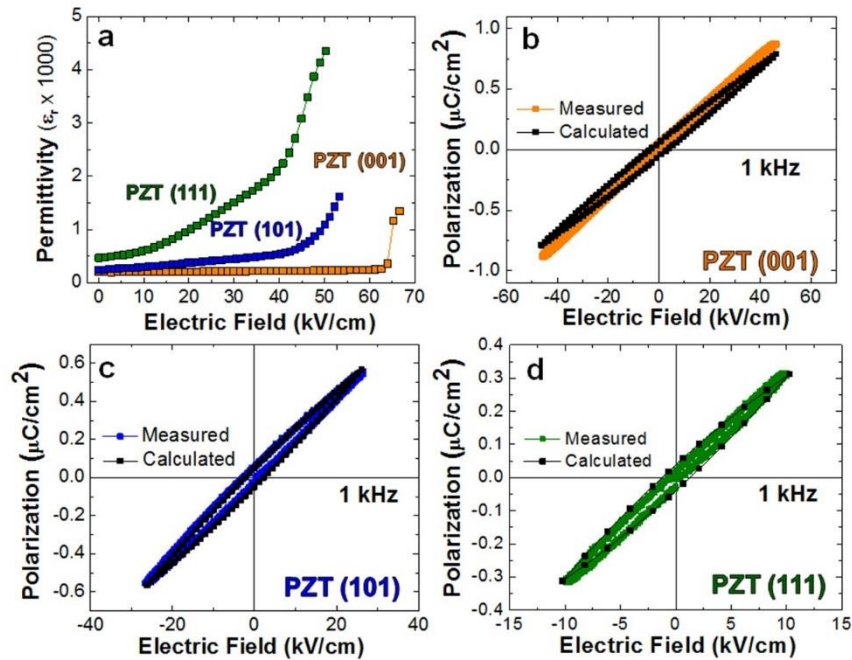 a
Permittivity (εr x 1000)
5
4
3
2
1
0
PZT (111)
PZT (101)
PZT (001)
0 10 20 30 40 50 60 70
Electric Field (kV/cm)
b
Polarization (μC/cm²)
1.0
0.5
0.0
-0.5
-1.0
Measured
Calculated
1 kHz
PZT (001)
-60 -40 -20 0 20 40 60
Electric Field (kV/cm)
c
Polarization (μC/cm²)
0.6
0.4
0.2
0.0
-0.2
-0.4
-0.6
Measured
Calculated
1 kHz
PZT (101)
-40 -20 0 20 40
Electric Field (kV/cm)
d
Polarization (μC/cm²)
0.4
0.3
0.2
0.1
0.0
-0.1
-0.2
-0.3
-0.4
Measured
Calculated
1 kHz
PZT (111)
-15 -10 -5 0 5 10 15
Electric Field (kV/cm)